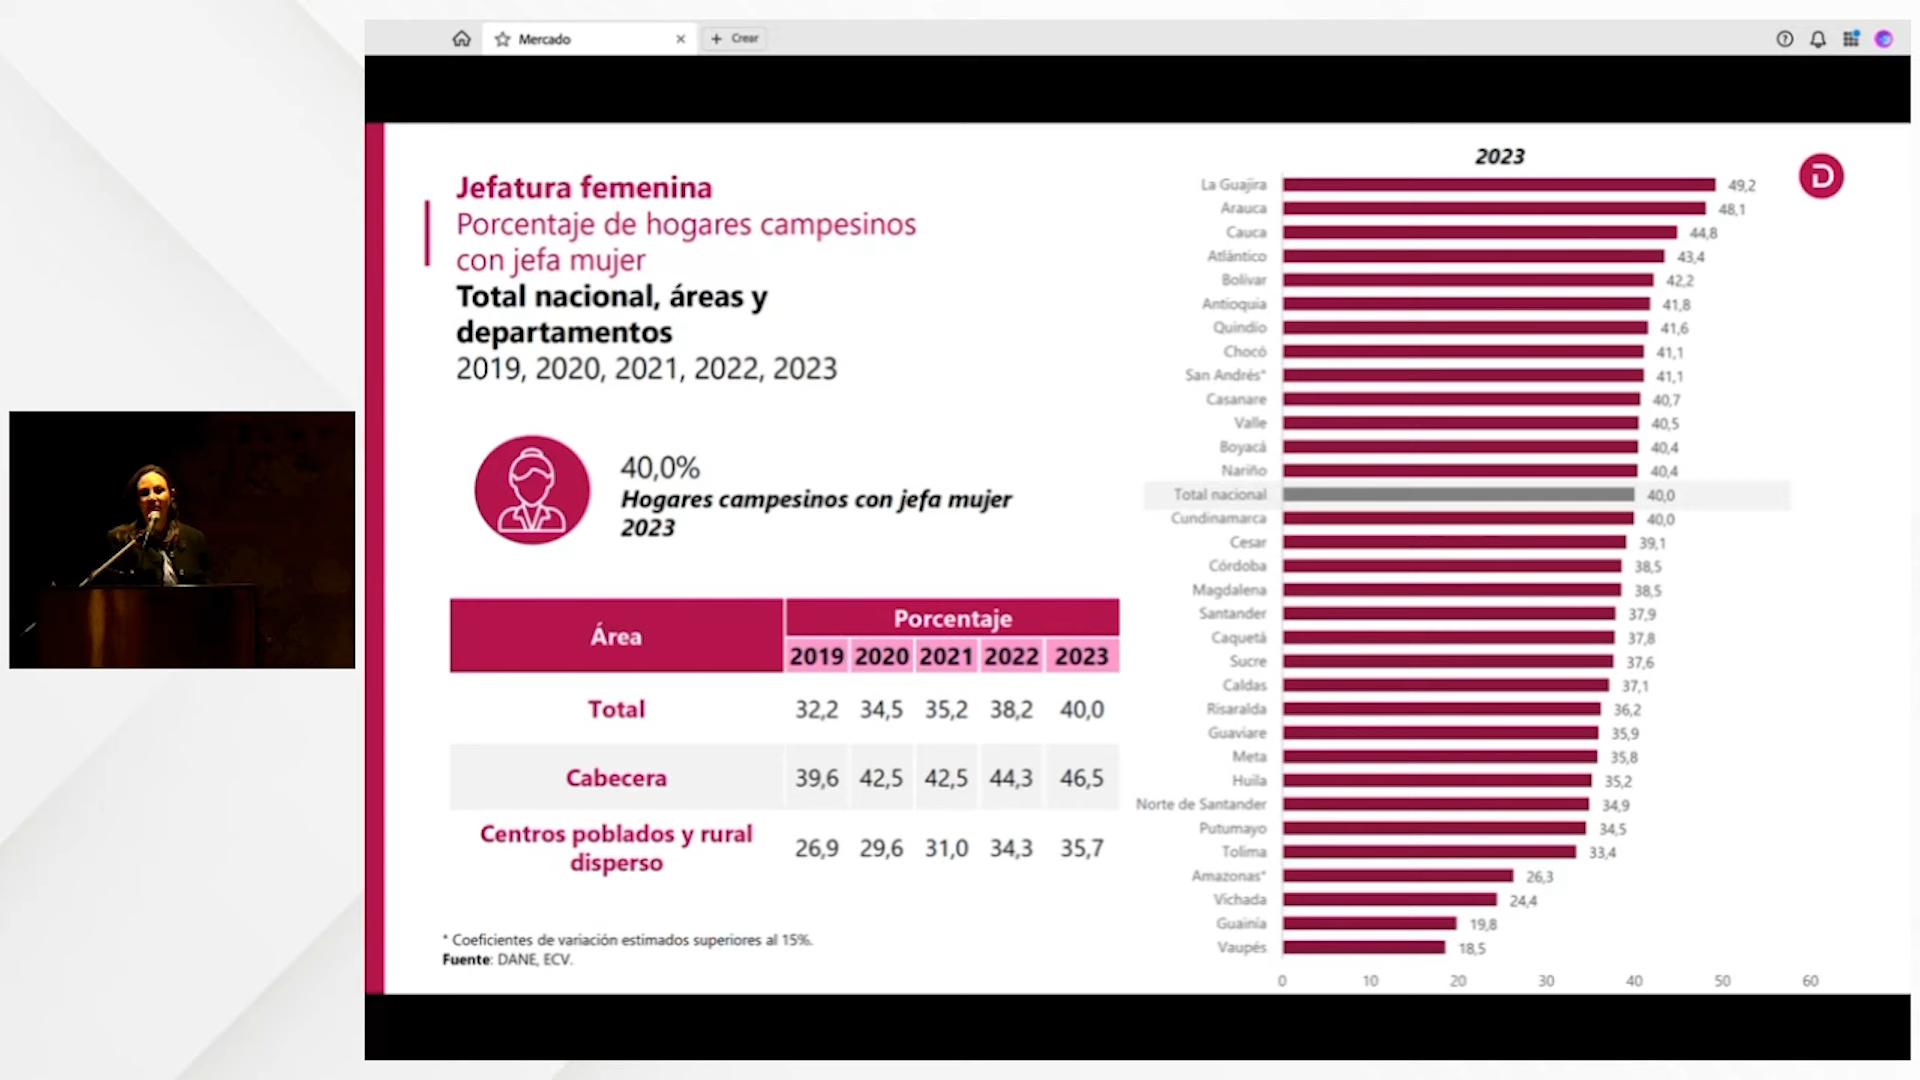 Mercado
Crear
Jefatura femenina
Porcentaje de hogares campesinos
con jefa mujer
Total nacional, áreas y
departamentos
2019, 2020, 2021, 2022, 2023
40,0%
Hogares campesinos con jefa mujer
2023
Área Porcentaje
2019 2020 2021 2022 2023
Total 32,2 34,5 35,2 38,2 40,0
Cabecera 39,6 42,5 42,5 44,3 46,5
Centros poblados y rural
disperso 26,9 29,6 31,0 34,3 35,7
* Coeficientes de variación estimados superiores al 15%.
Fuente: DANE, ECV.
2023
La Guajira 49,2
Arauca 48,1
Cauca 44,8
Atlántico 43,4
Bolívar 42,2
Antioquia 41,8
Quindío 41,6
Chocó 41,1
San Andrés* 41,1
Casanare 40,7
Valle 40,5
Boyacá 40,4
Nariño 40,4
Total nacional 40,0
Cundinamarca 40,0
Cesar 39,1
Córdoba 38,5
Magdalena 38,5
Santander 37,9
Caquetá 37,8
Sucre 37,6
Caldas 37,1
Risaralda 36,2
Guaviare 35,9
Meta 35,8
Huila 35,2
Norte de Santander 34,9
Putumayo 34,5
Tolima 33,4
Amazonas* 26,3
Vichada 24,4
Guainía 19,8
Vaupés 18,5
0 10 20 30 40 50 60
D